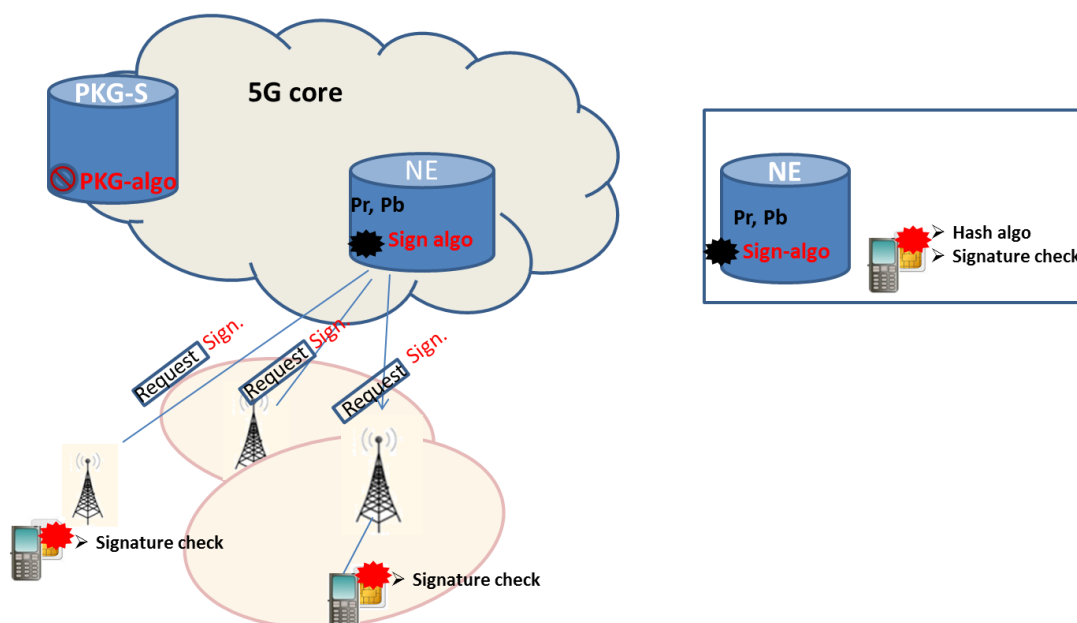 PKG-S
5G core
PKG-algo
NE
Pr, Pb
Sign algo
NE
Pr, Pb
Sign-algo
➢ Hash algo
➢ Signature check
Request Sign.
Request Sign.
Request Sign.
➢ Signature check
➢ Signature check